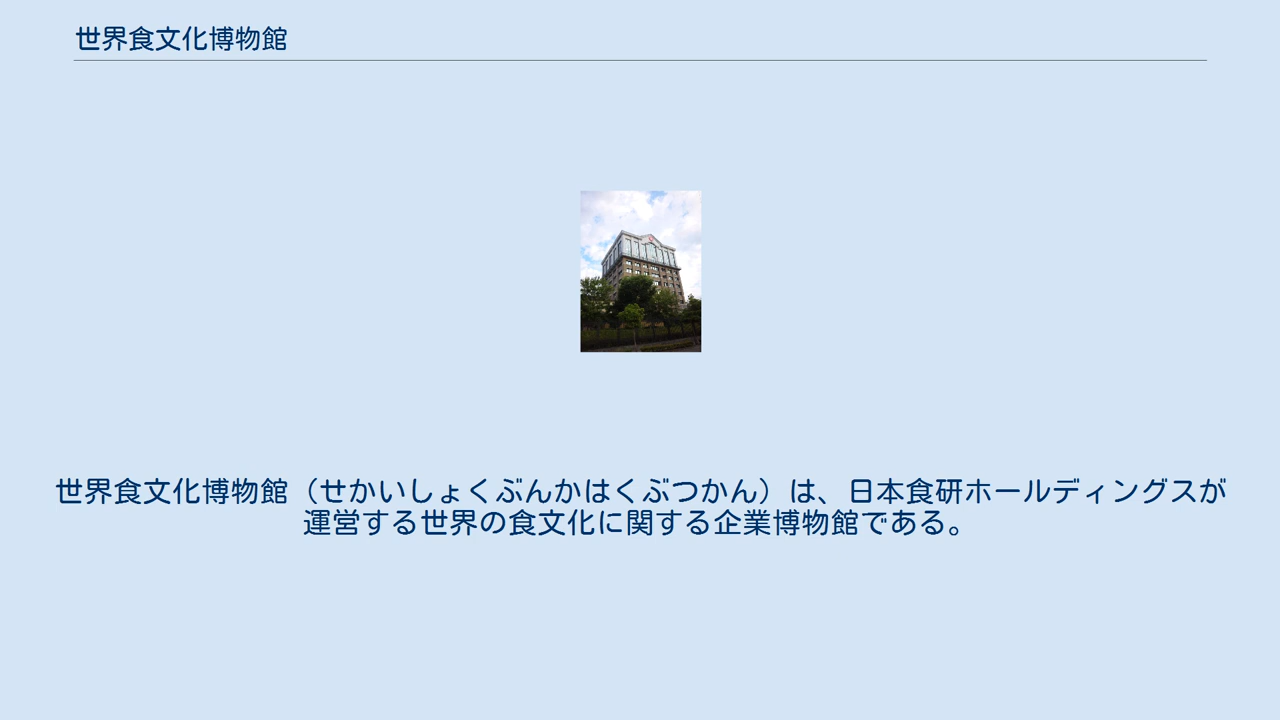 世界食文化博物館
世界食文化博物館（せかいしょくぶんかはくぶつかん）は、日本食研ホールディングスが
運営する世界の食文化に関する企業博物館である。